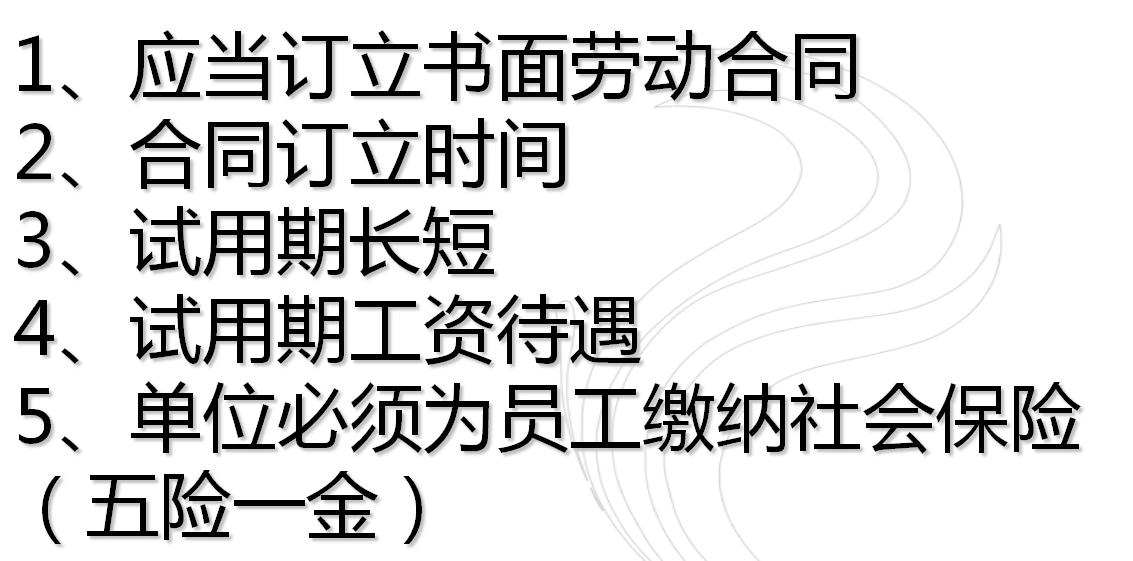 1、应当订立书面劳动合同
2、合同订立时间
3、试用期长短
4、试用期工资待遇
5、单位必须为员工缴纳社会保险
（五险一金）